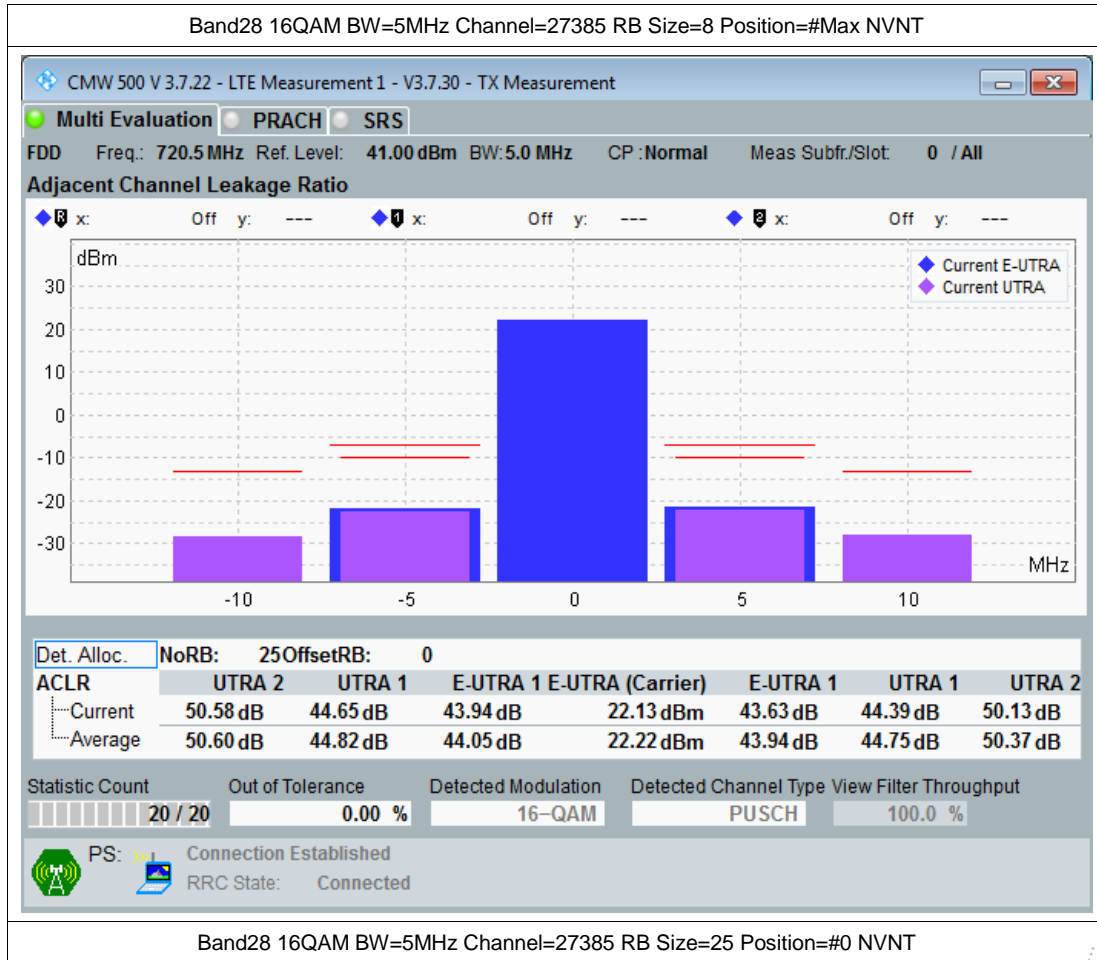 Band28 16QAM BW=5MHz Channel=27385 RB Size=8 Position=#Max NVNT
CMW 500 V 3.7.22 - LTE Measurement 1 - V3.7.30 - TX Measurement
Multi Evaluation PRACH SRS
FDD Freq.: 720.5 MHz Ref. Level: 41.00 dBm BW: 5.0 MHz CP : Normal Meas Subfr./Slot: 0 / All
Adjacent Channel Leakage Ratio
R x: Off y: --- 1 x: Off y: --- 2 x: Off y: ---
dBm
Current E-UTRA
Current UTRA
30
20
10
0
-10
-20
-30
MHz
-10 -5 0 5 10
Det. Alloc. NoRB: 25 OffsetRB: 0
ACLR UTRA 2 UTRA 1 E-UTRA 1 E-UTRA (Carrier) E-UTRA 1 UTRA 1 UTRA 2
Current 50.58 dB 44.65 dB 43.94 dB 22.13 dBm 43.63 dB 44.39 dB 50.13 dB
Average 50.60 dB 44.82 dB 44.05 dB 22.22 dBm 43.94 dB 44.75 dB 50.37 dB
Statistic Count Out of Tolerance Detected Modulation Detected Channel Type View Filter Throughput
20 / 20 0.00 % 16-QAM PUSCH 100.0 %
PS: Connection Established
RRC State: Connected
Band28 16QAM BW=5MHz Channel=27385 RB Size=25 Position=#0 NVNT